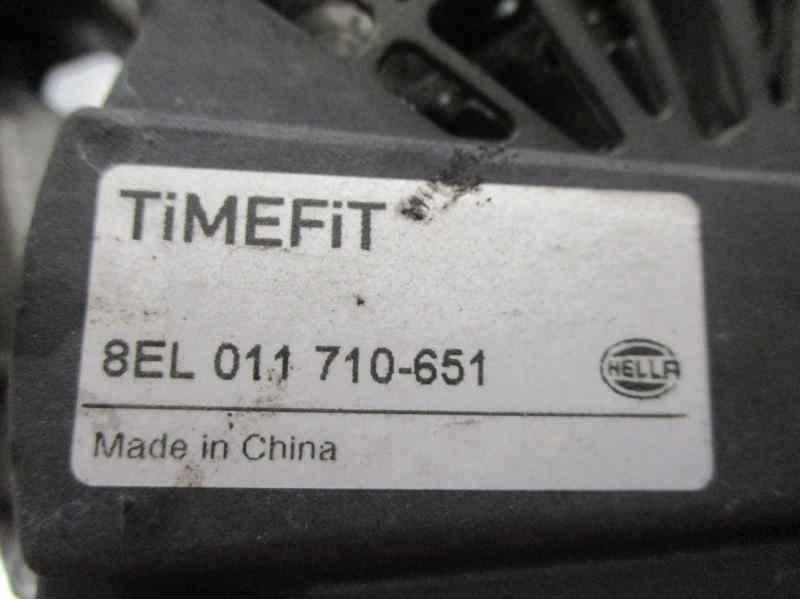 TiMEFiT
8EL 011 710-651
HELLA
Made in China